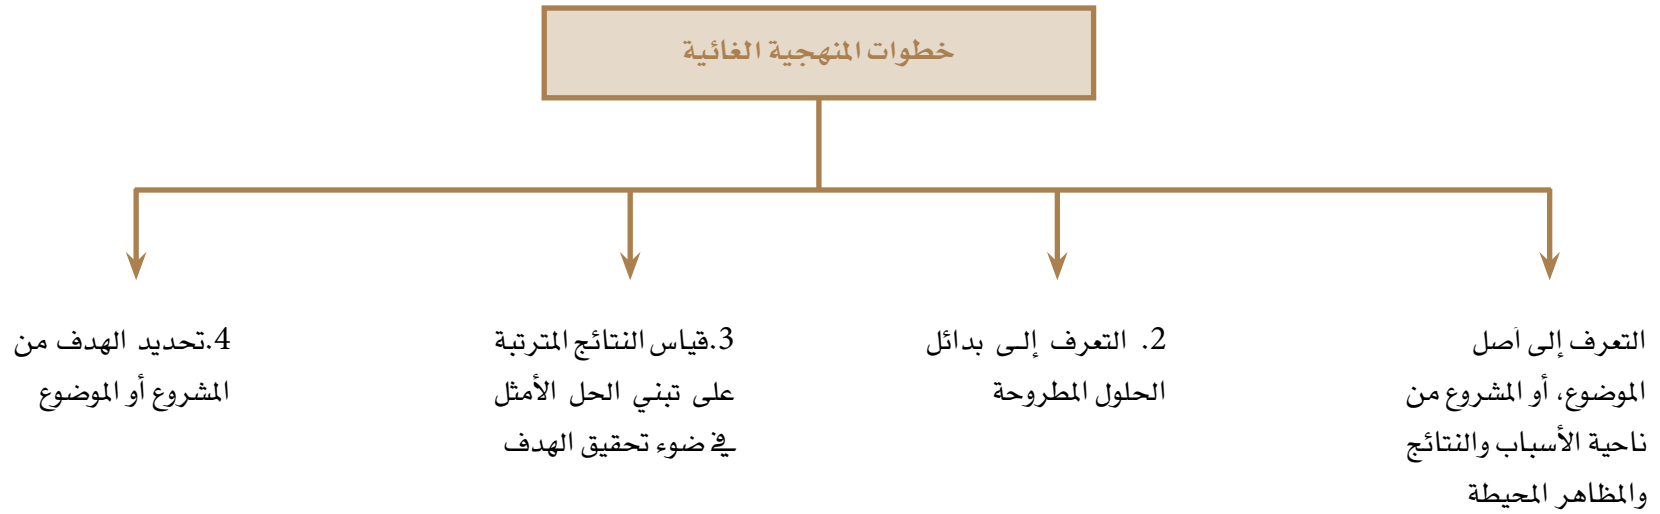 خطوات المنهجية الغائية
التعرف إلى أصل
الموضوع، أو المشروع من
ناحية الأسباب والنتائج
والمظاهر المحيطة
2. التعرف إلى بدائل
الحلول المطروحة
3.قياس النتائج المترتبة
على تبني الحل الأمثل
في ضوء تحقيق الهدف
4.تحديد الهدف من
المشروع أو الموضوع